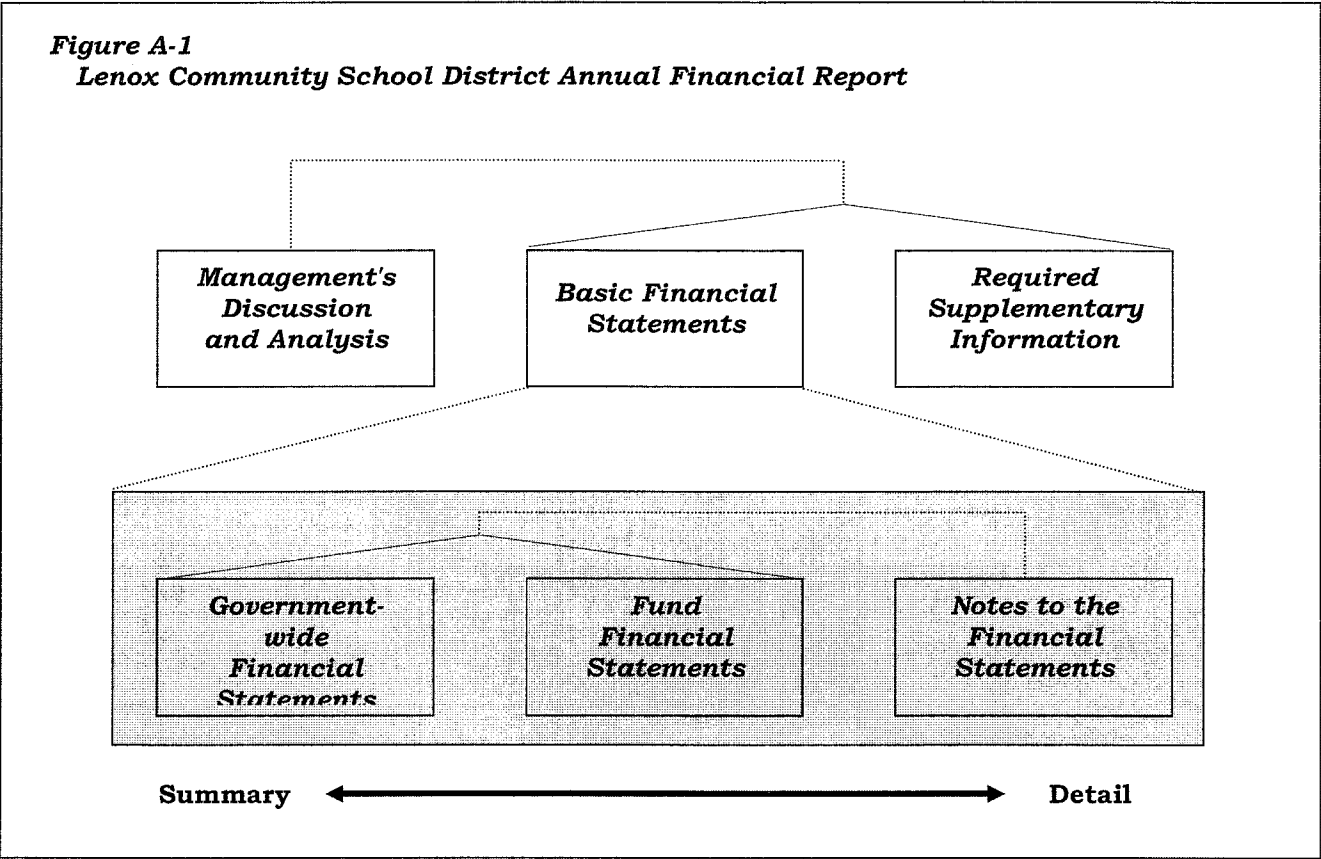 Figure A-1
Lenox Community School District Annual Financial Report
Management's
Discussion
and Analysis
Basic Financial
Statements
Required
Supplementary
Information
Government-
wide
Financial
Statements
Fund
Financial
Statements
Notes to the
Financial
Statements
Summary
Detail